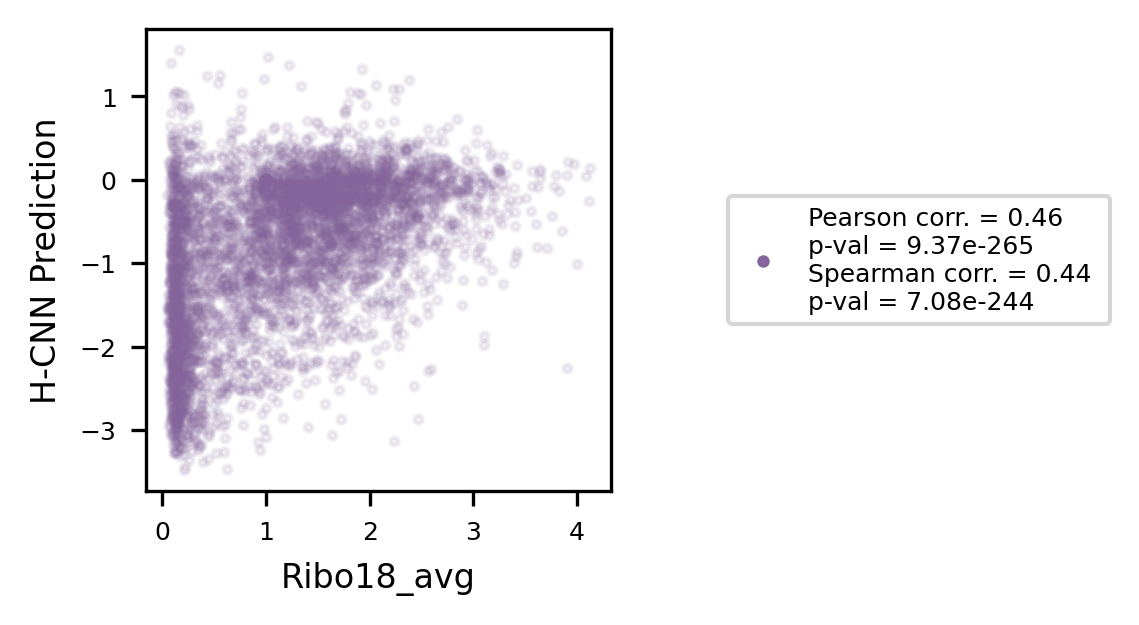 H-CNN Prediction
1
0
−1
−2
−3
0 1 2 3 4
Ribo18_avg
Pearson corr. = 0.46
p-val = 9.37e-265
Spearman corr. = 0.44
p-val = 7.08e-244